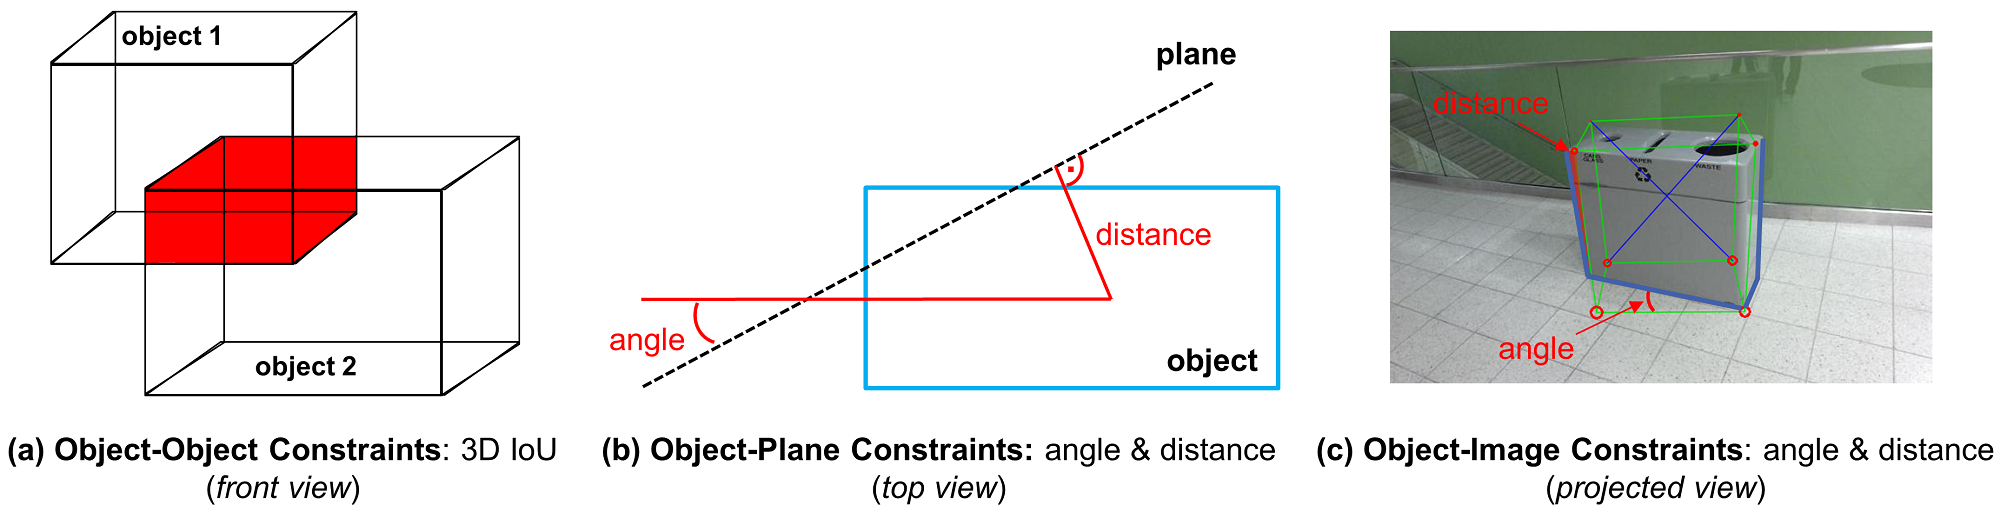 object 1
object 2
(a) Object-Object Constraints: 3D IoU
(front view)
plane
distance
angle
object
(b) Object-Plane Constraints: angle & distance
(top view)
distance
CANS,
GLASS
PAPER
WASTE
angle
(c) Object-Image Constraints: angle & distance
(projected view)